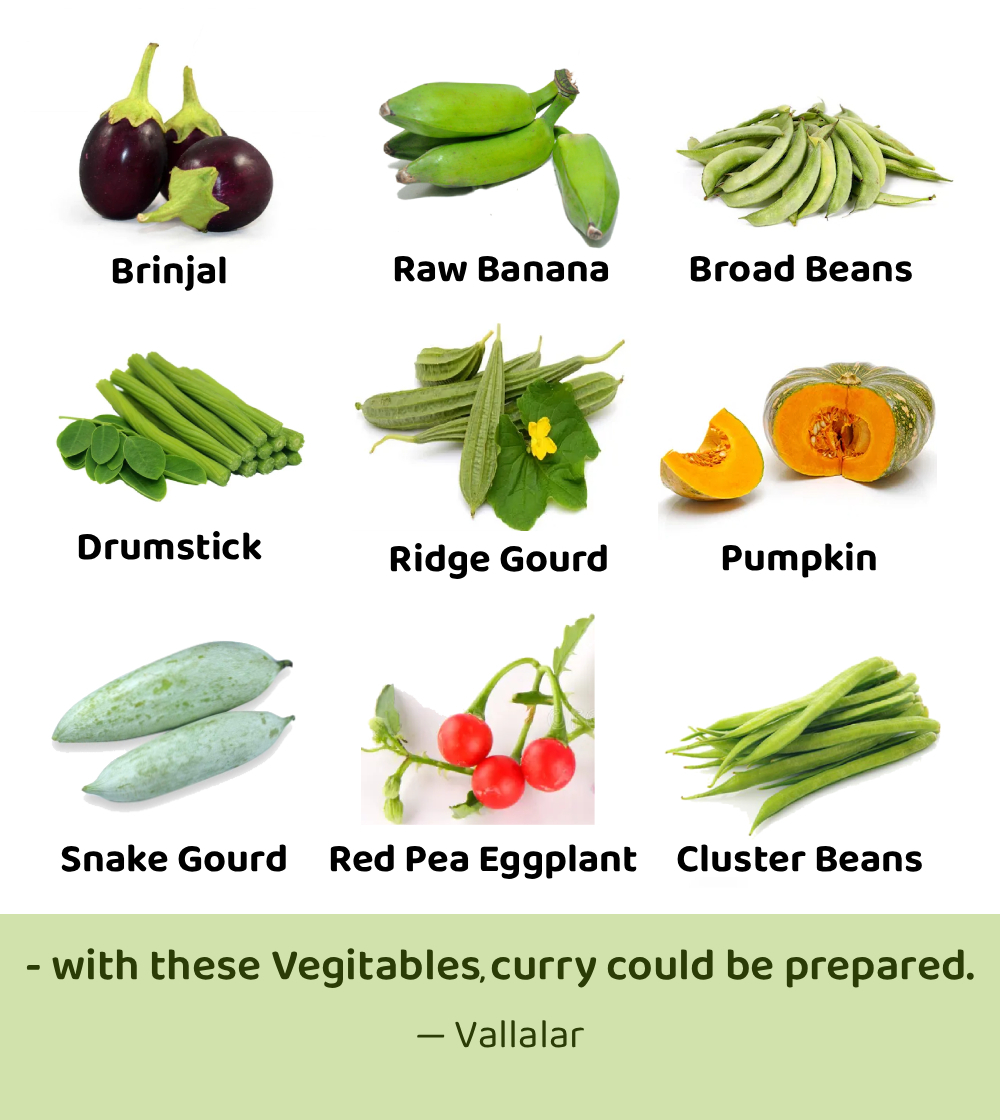 Brinjal
Raw Banana
Broad Beans
Drumstick
Ridge Gourd
Pumpkin
Snake Gourd
Red Pea Eggplant
Cluster Beans
- with these Vegitables, curry could be prepared.
— Vallalar